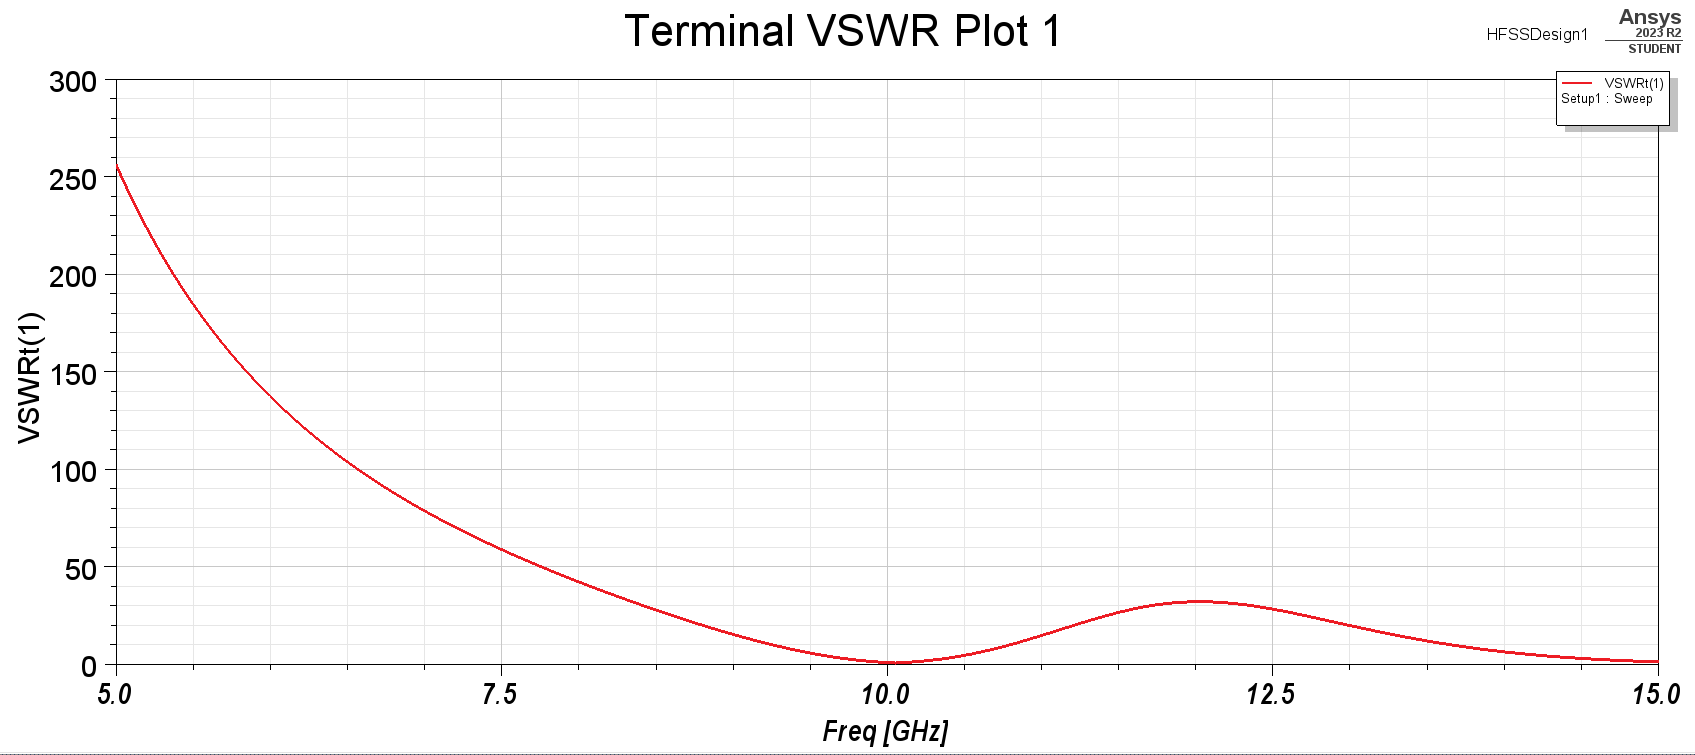 Terminal VSWR Plot 1
HFSSDesign1
Ansys
2023 R2
STUDENT
VSWRt(1)
Setup1 : Sweep
300
250
200
150
100
50
0
VSWRt(1)
5.0 7.5 10.0 12.5 15.0
Freq [GHz]